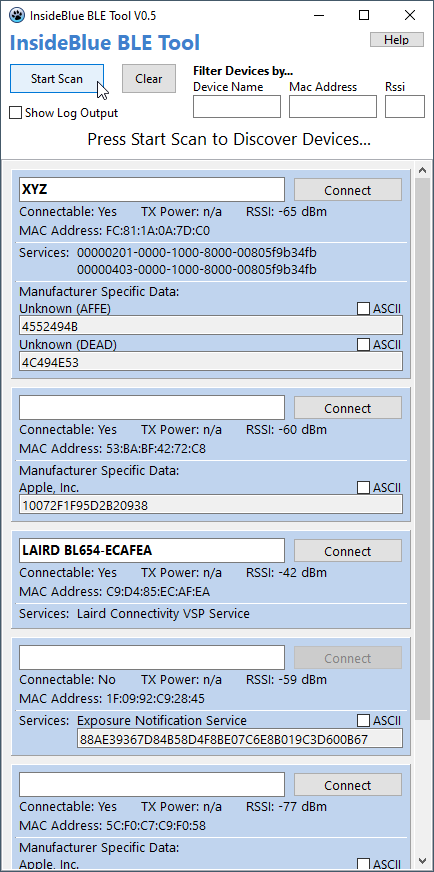 InsideBlue BLE Tool V0.5
InsideBlue BLE Tool
Help
Start Scan Clear Filter Devices by...
Device Name Mac Address Rssi
Show Log Output
Press Start Scan to Discover Devices...
XYZ Connect
Connectable: Yes TX Power: n/a RSSI: -65 dBm
MAC Address: FC:81:1A:0A:7D:C0
Services: 00000201-0000-1000-8000-00805f9b34fb
00000403-0000-1000-8000-00805f9b34fb
Manufacturer Specific Data:
Unknown (AFFE) ASCII
4552494B
Unknown (DEAD) ASCII
4C494E53
Connect
Connectable: Yes TX Power: n/a RSSI: -60 dBm
MAC Address: 53:BA:BF:42:72:C8
Manufacturer Specific Data:
Apple, Inc. ASCII
10072F1F95D2B20938
LAIRD BL654-ECAFEA Connect
Connectable: Yes TX Power: n/a RSSI: -42 dBm
MAC Address: C9:D4:85:EC:AF:EA
Services: Laird Connectivity VSP Service
Connect
Connectable: No TX Power: n/a RSSI: -59 dBm
MAC Address: 1F:09:92:C9:28:45
Services: Exposure Notification Service ASCII
88AE39367D84B58D4F8BE07C6E8B019C3D600B67
Connect
Connectable: Yes TX Power: n/a RSSI: -77 dBm
MAC Address: 5C:F0:C7:C9:F0:58
Manufacturer Specific Data:
Apple, Inc. ASCII